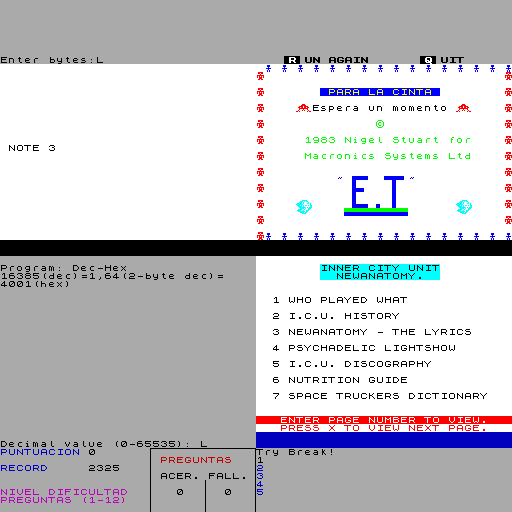 Enter bytes:L
R UN AGAIN Q UIT
NOTE 3
PARA LA CINTA
Espera un momento
©
1983 Nigel Stuart for
Macronics Systems Ltd
"E.T"
Program: Dec-Hex
16385(dec)=1,64(2-byte dec)=
4001(hex)
Decimal value (0-65535): L
INNER CITY UNIT
NEWANATOMY.
1 WHO PLAYED WHAT
2 I.C.U. HISTORY
3 NEWANATOMY - THE LYRICS
4 PSYCHADELIC LIGHTSHOW
5 I.C.U. DISCOGRAPHY
6 NUTRITION GUIDE
7 SPACE TRUCKERS DICTIONARY
ENTER PAGE NUMBER TO VIEW.
PRESS X TO VIEW NEXT PAGE.
PUNTUACION 0
RECORD 2325
NIVEL DIFICULTAD
PREGUNTAS (1-12)
PREGUNTAS
ACER. FALL.
0 0
Try Break!
1
2
3
4
5